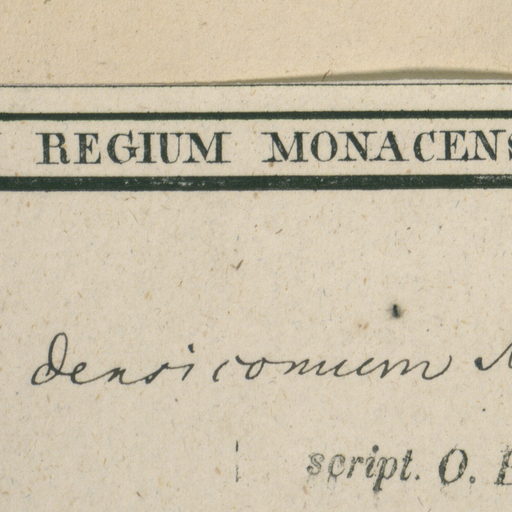 REGIUM MONACENS
densicomum
script. O.